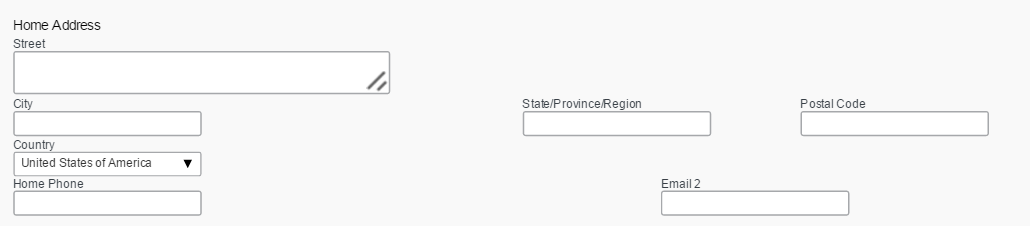 Home Address
Street
City State/Province/Region Postal Code
Country
United States of America
Home Phone Email 2